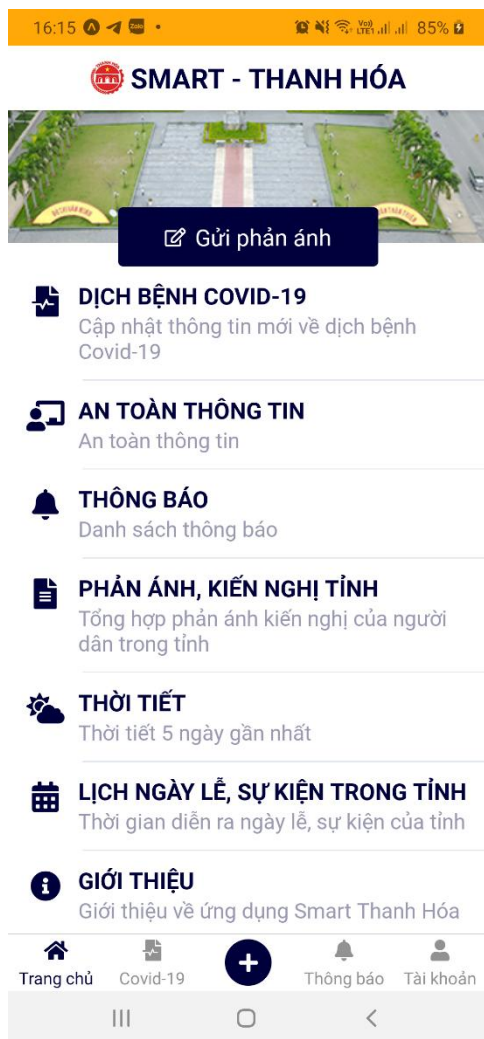 16:15 Zalo Vo) LTE1 85%
SMART - THANH HÓA
Gửi phản ánh
DỊCH BỆNH COVID-19
Cập nhật thông tin mới về dịch bệnh
Covid-19
AN TOÀN THÔNG TIN
An toàn thông tin
THÔNG BÁO
Danh sách thông báo
PHẢN ÁNH, KIẾN NGHỊ TỈNH
Tổng hợp phản ánh kiến nghị của người
dân trong tỉnh
THỜI TIẾT
Thời tiết 5 ngày gần nhất
LỊCH NGÀY LỄ, SỰ KIỆN TRONG TỈNH
Thời gian diễn ra ngày lễ, sự kiện của tỉnh
GIỚI THIỆU
Giới thiệu về ứng dụng Smart Thanh Hóa
Trang chủ Covid-19 Thông báo Tài khoản